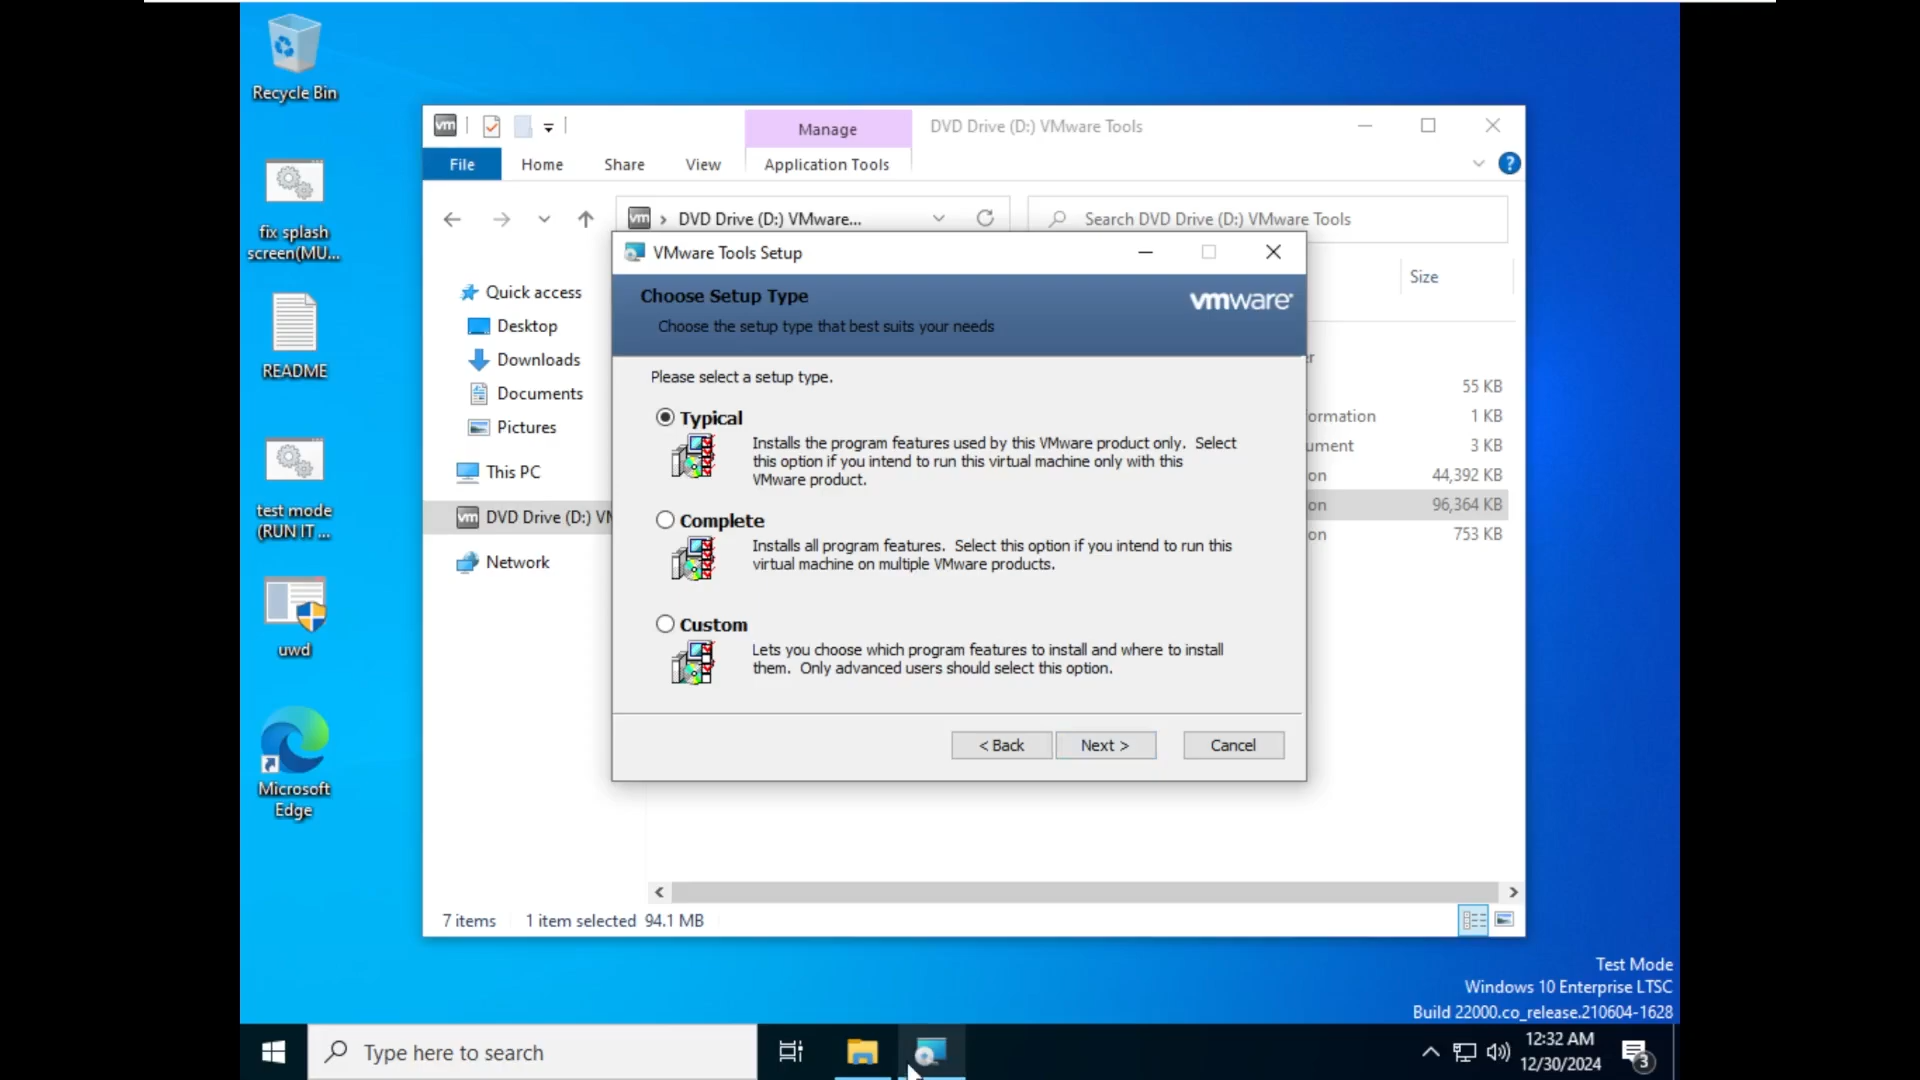 Recycle Bin
fix splash
screen(MU...
README
test mode
(RUN IT ...
uwd
Microsoft
Edge
vm
Manage
DVD Drive (D:) VMware Tools
File
Home
Share
View
Application Tools
?
vm
DVD Drive (D:) VMware...
Search DVD Drive (D:) VMware Tools
Quick access
Desktop
Downloads
Documents
Pictures
This PC
vm
DVD Drive (D:) VM
Network
Size
er
55 KB
ormation
1 KB
ument
3 KB
on
44,392 KB
on
96,364 KB
on
753 KB
VMware Tools Setup
Choose Setup Type
vmware
Choose the setup type that best suits your needs
Please select a setup type.
Typical
Installs the program features used by this VMware product only. Select
this option if you intend to run this virtual machine only with this
VMware product.
Complete
Installs all program features. Select this option if you intend to run this
virtual machine on multiple VMware products.
Custom
Lets you choose which program features to install and where to install
them. Only advanced users should select this option.
< Back
Next >
Cancel
7 items
1 item selected 94.1 MB
Test Mode
Windows 10 Enterprise LTSC
Build 22000.co_release.210604-1628
Type here to search
12:32 AM
12/30/2024
3